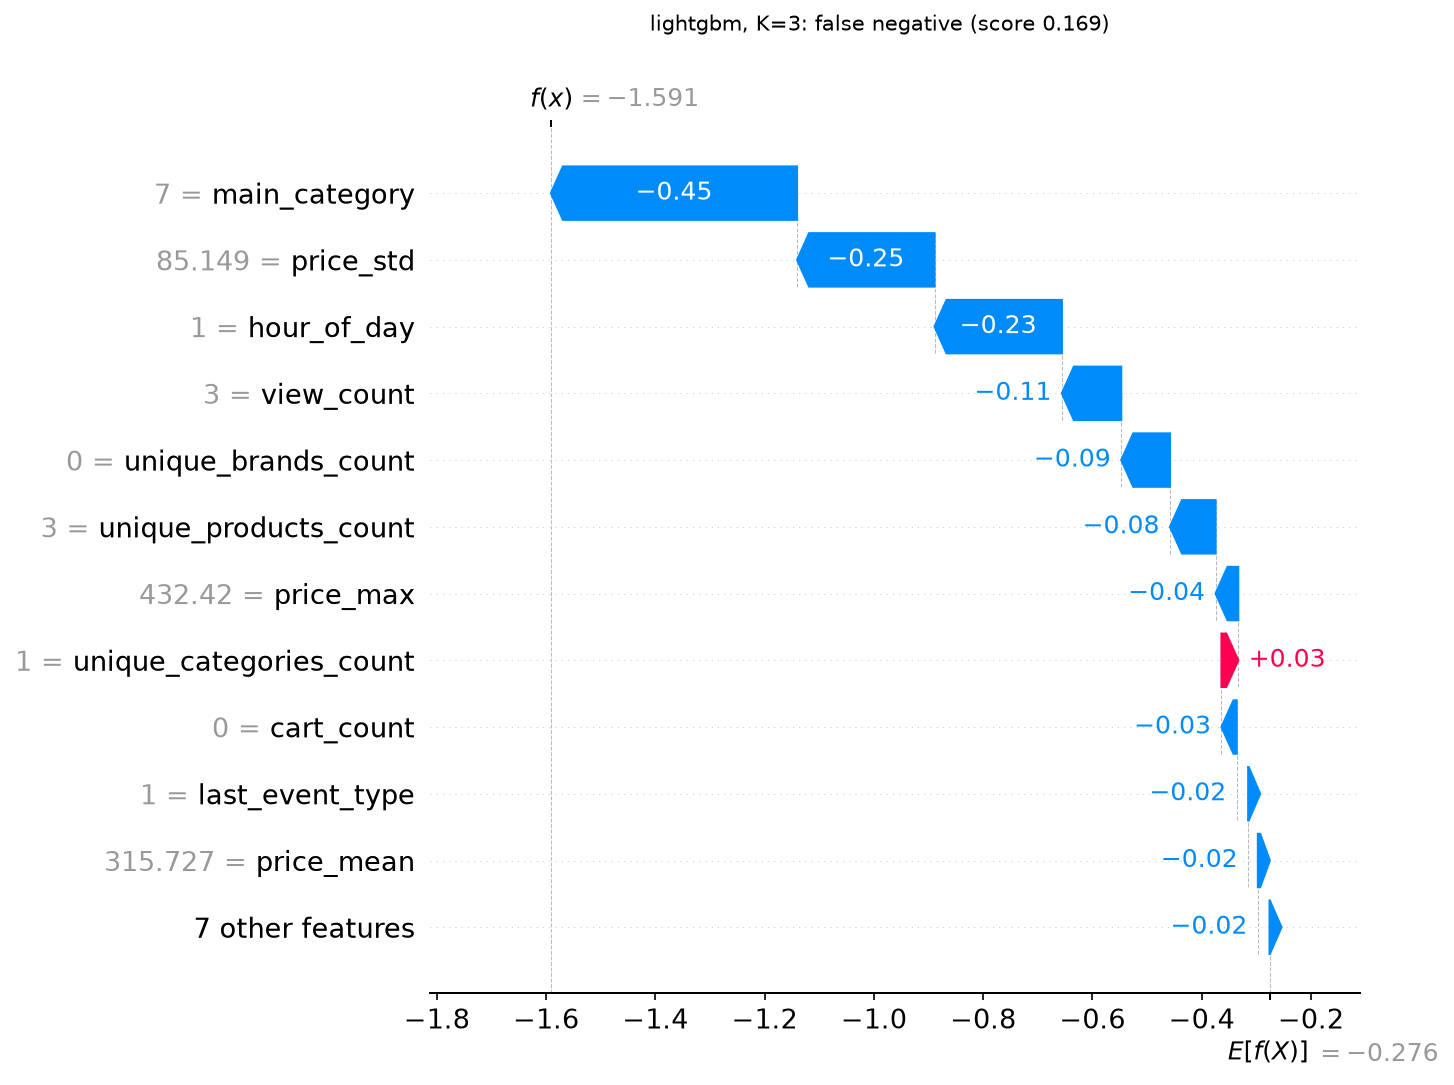 lightgbm, K=3: false negative (score 0.169)
f(x) = −1.591
7 = main_category −0.45
85.149 = price_std −0.25
1 = hour_of_day −0.23
3 = view_count −0.11
0 = unique_brands_count −0.09
3 = unique_products_count −0.08
432.42 = price_max −0.04
1 = unique_categories_count +0.03
0 = cart_count −0.03
1 = last_event_type −0.02
315.727 = price_mean −0.02
7 other features −0.02
−1.8 −1.6 −1.4 −1.2 −1.0 −0.8 −0.6 −0.4 −0.2
E[f(X)] = −0.276